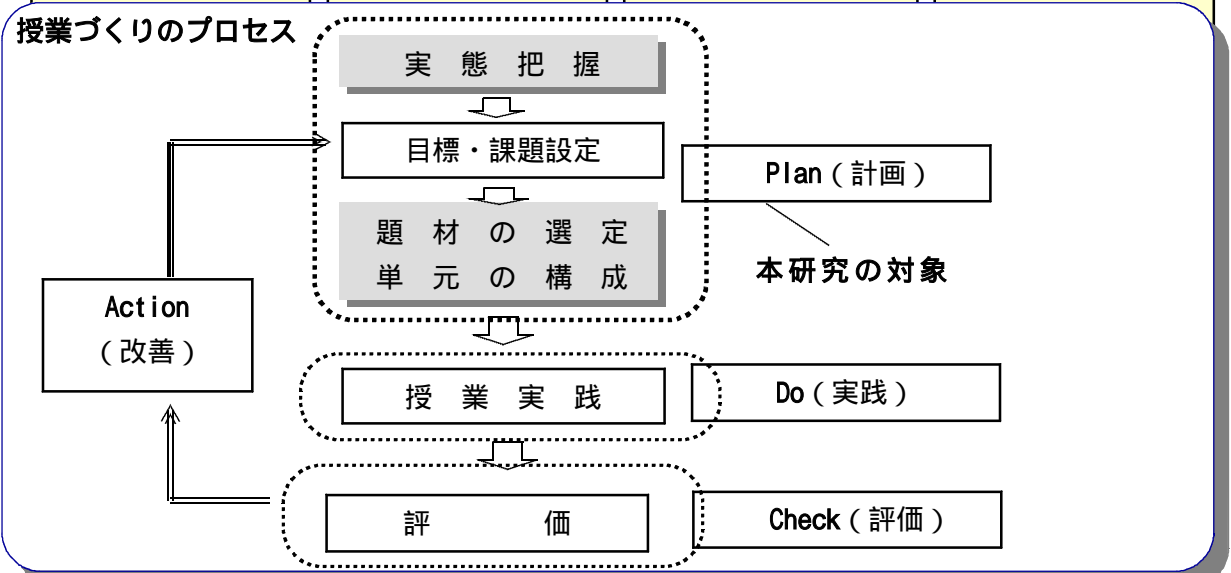 授業づくりのプロセス
実態把握
目標・課題設定
Plan（計画）
題材の選定
単元の構成
本研究の対象
Action
（改善）
授業実践
Do（実践）
評価
Check（評価）